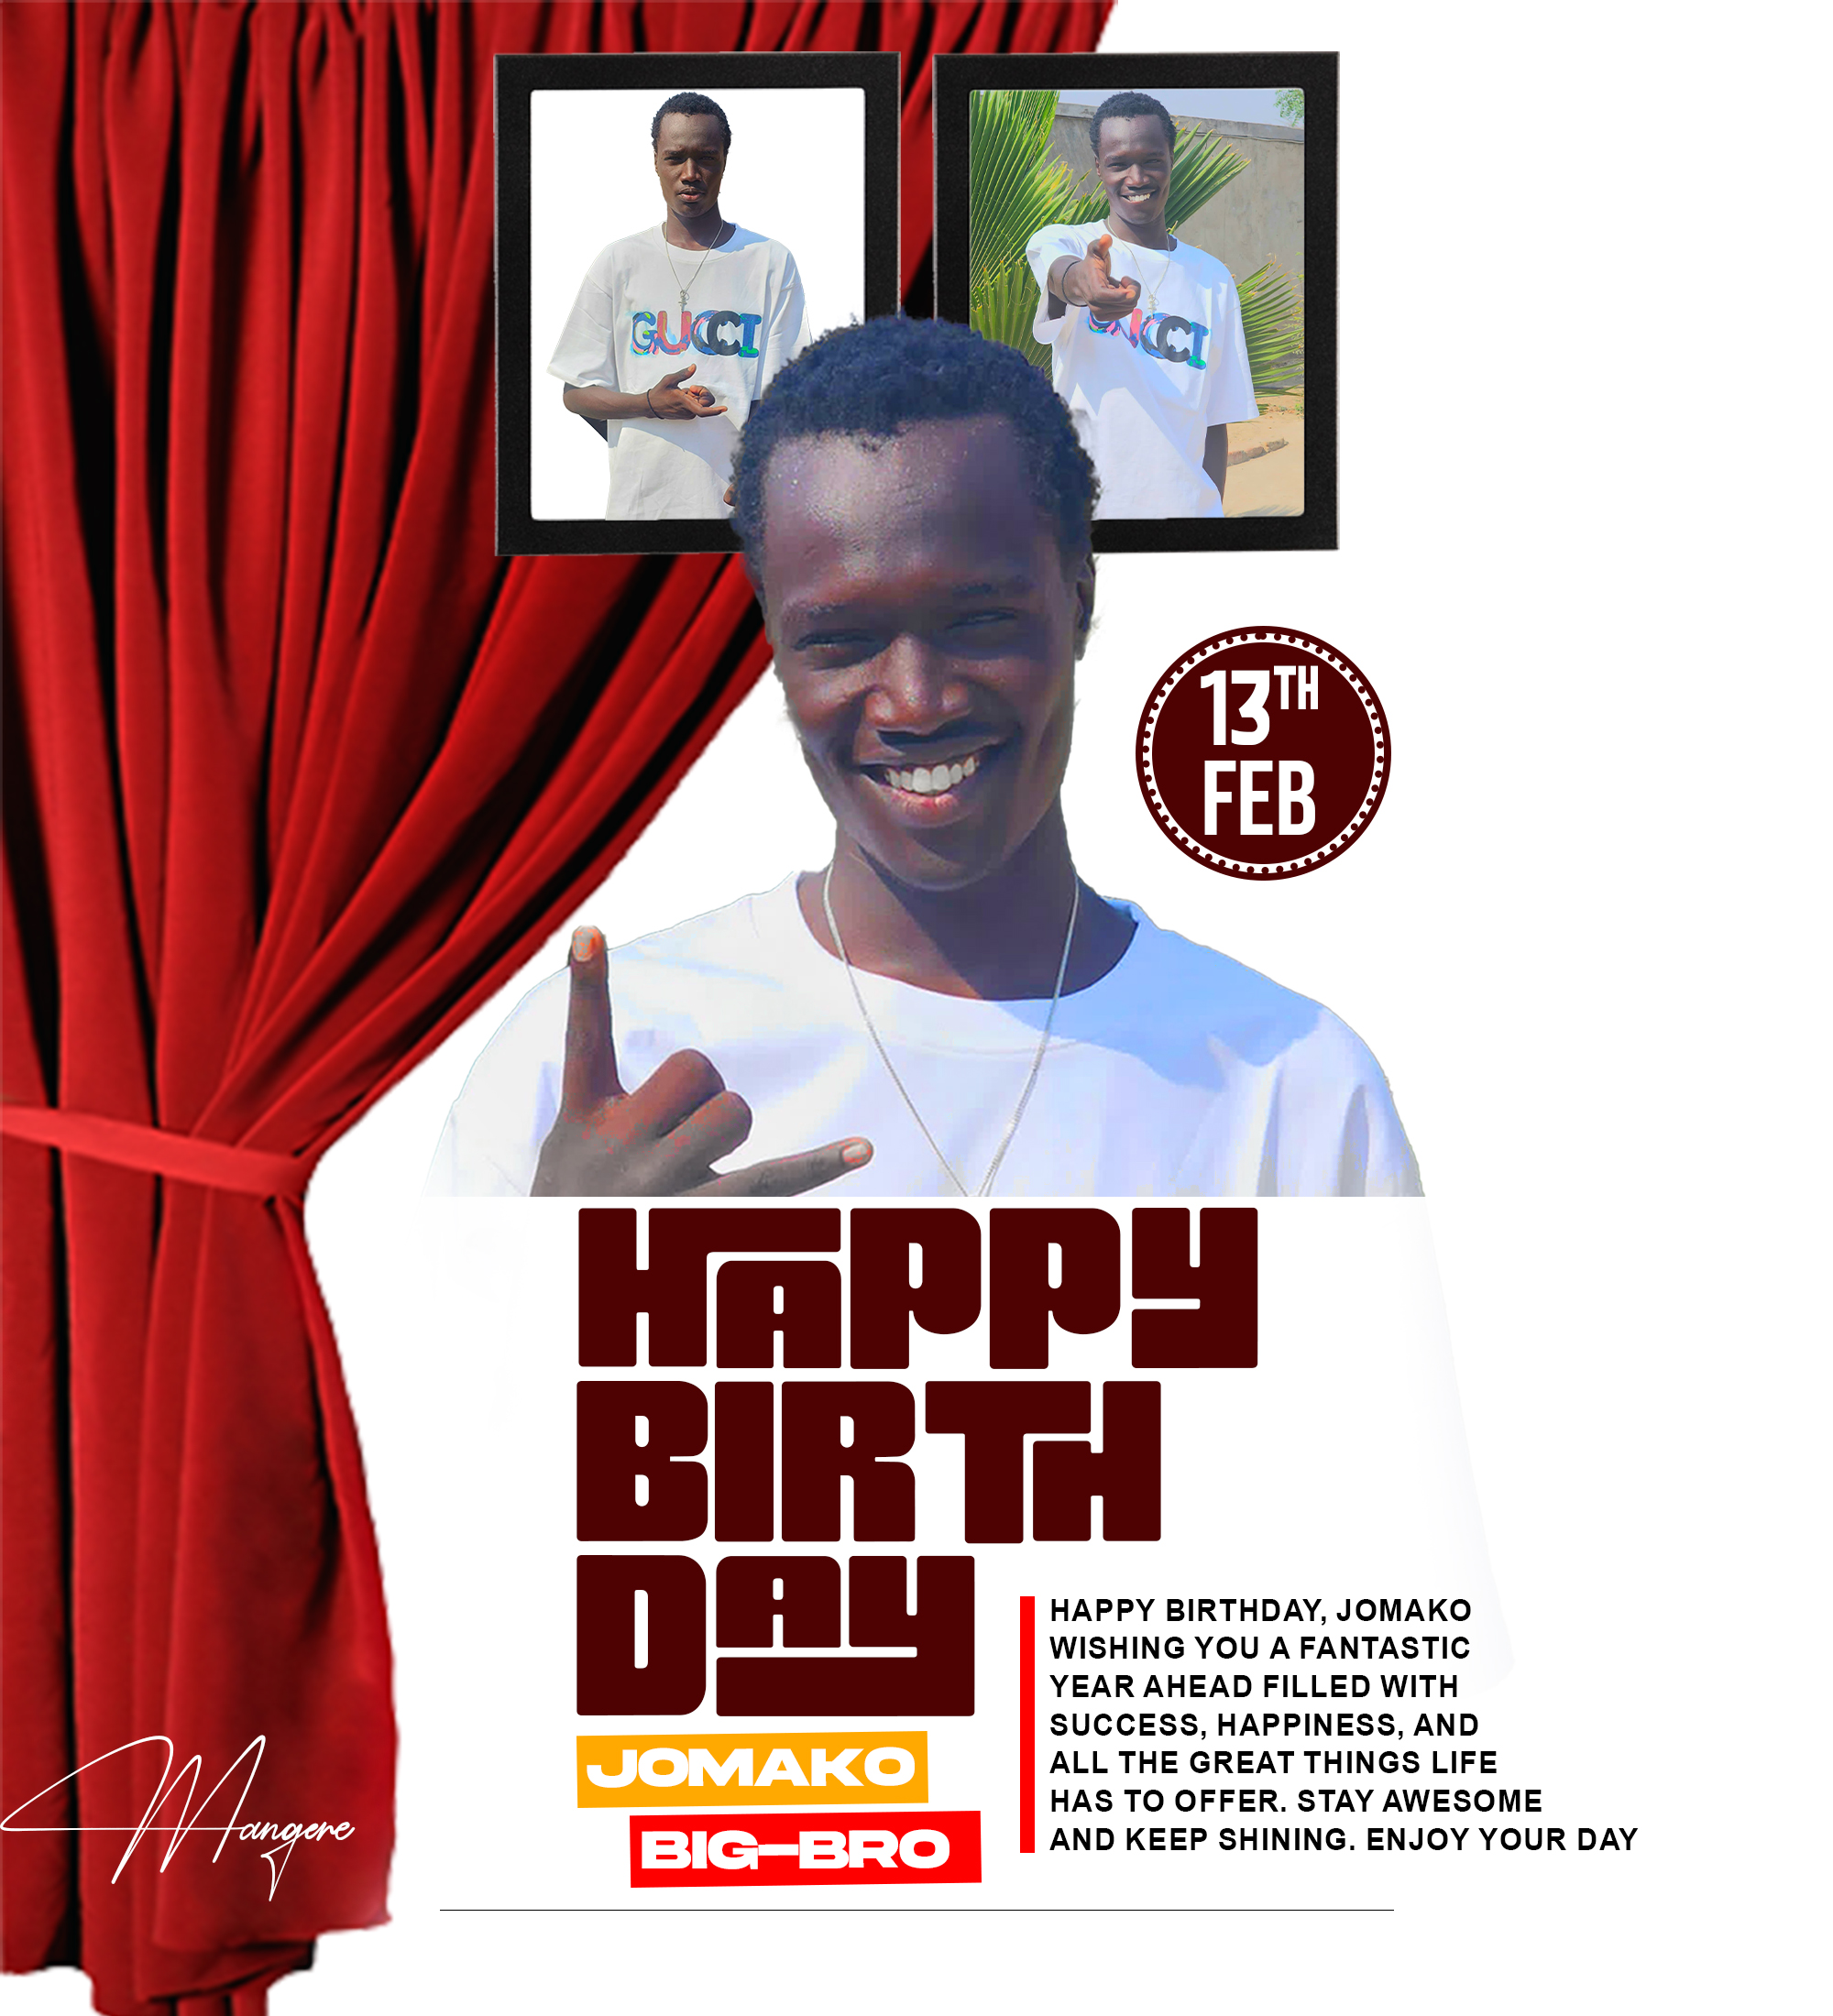 GUCCI
GUCCI
13TH
FEB
HAPPY
BIRTH
DAY
JOMAKO
BIG-BRO
HAPPY BIRTHDAY, JOMAKO
WISHING YOU A FANTASTIC
YEAR AHEAD FILLED WITH
SUCCESS, HAPPINESS, AND
ALL THE GREAT THINGS LIFE
HAS TO OFFER. STAY AWESOME
AND KEEP SHINING. ENJOY YOUR DAY
Mangere